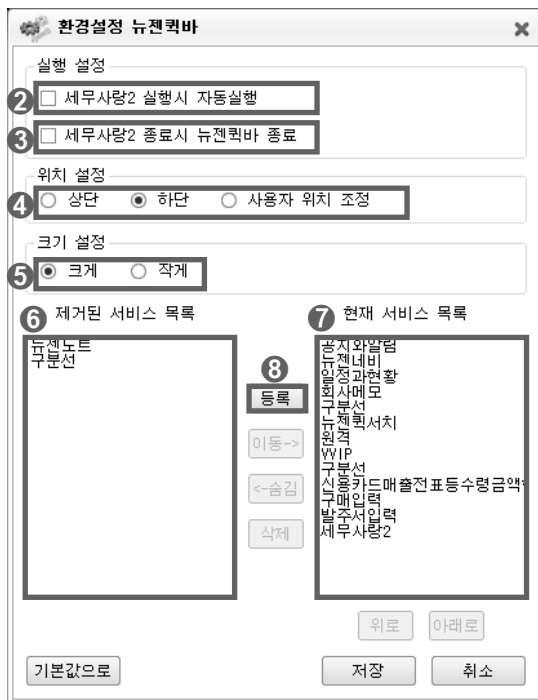 환경설정 뉴젠퀵바
실행 설정
2 세무사랑2 실행시 자동실행
3 세무사랑2 종료시 뉴젠퀵바 종료
위치 설정
4 상단 하단 사용자 위치 조정
크기 설정
5 크게 작게
6 제거된 서비스 목록
뉴젠노트
구분선
8
등록
이동->
<-숨김
삭제
7 현재 서비스 목록
공지와알림
뉴젠네비
일정과현황
회사메모
구분선
뉴젠퀵서치
원격
VVIP
구분선
신용카드매출전표등수령금액
구매입력
발주서입력
세무사랑2
위로 아래로
기본값으로 저장 취소